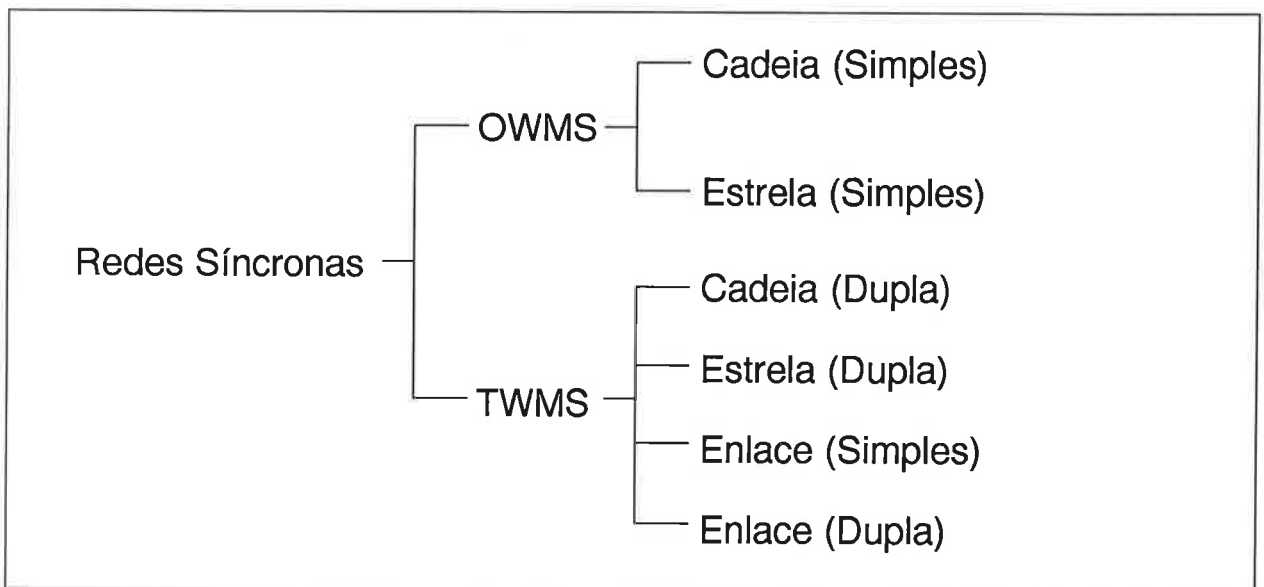 Cadeia (Simples)
OWMS
Estrela (Simples)
Redes Síncronas
Cadeia (Dupla)
Estrela (Dupla)
TWMS
Enlace (Simples)
Enlace (Dupla)